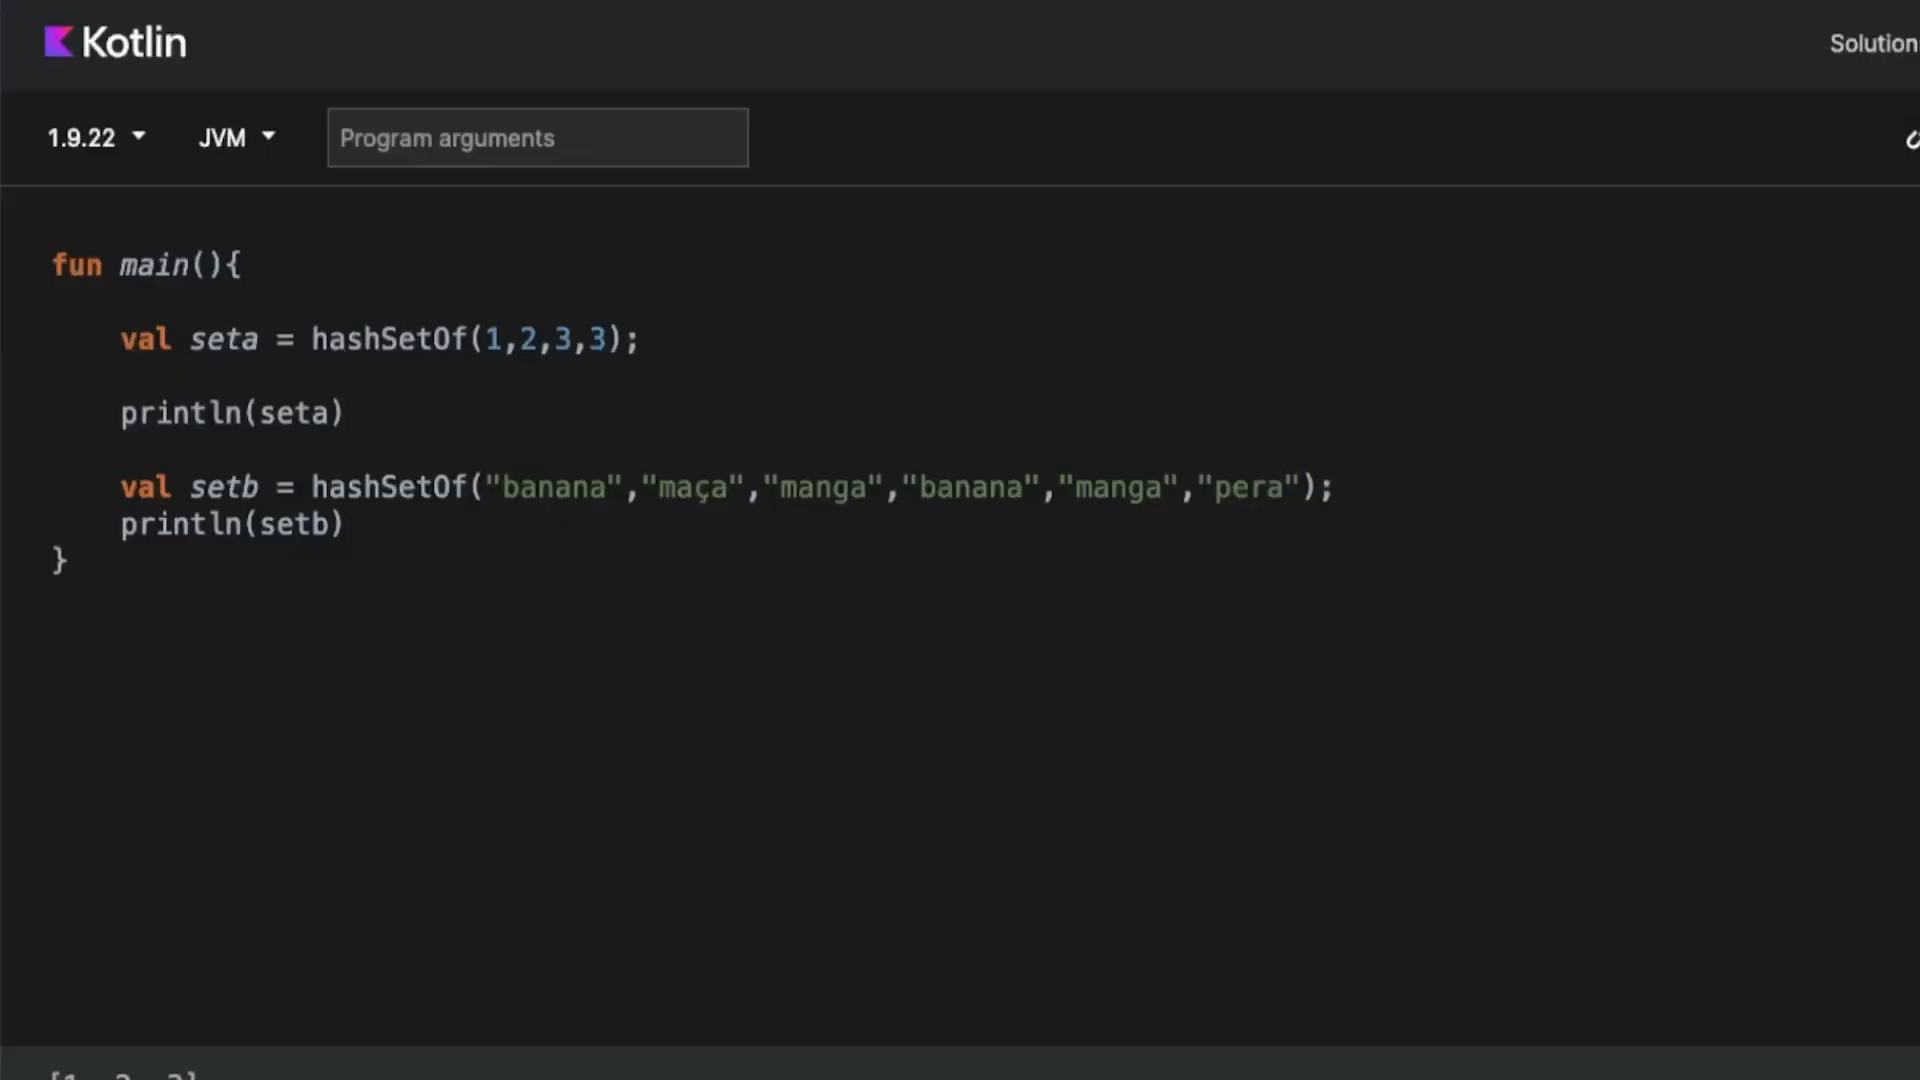 Kotlin
Solution
1.9.22 JVM Program arguments
fun main(){
val seta = hashSetOf(1,2,3,3);
println(seta)
val setb = hashSetOf("banana","maça","manga","banana","manga","pera");
println(setb)
}